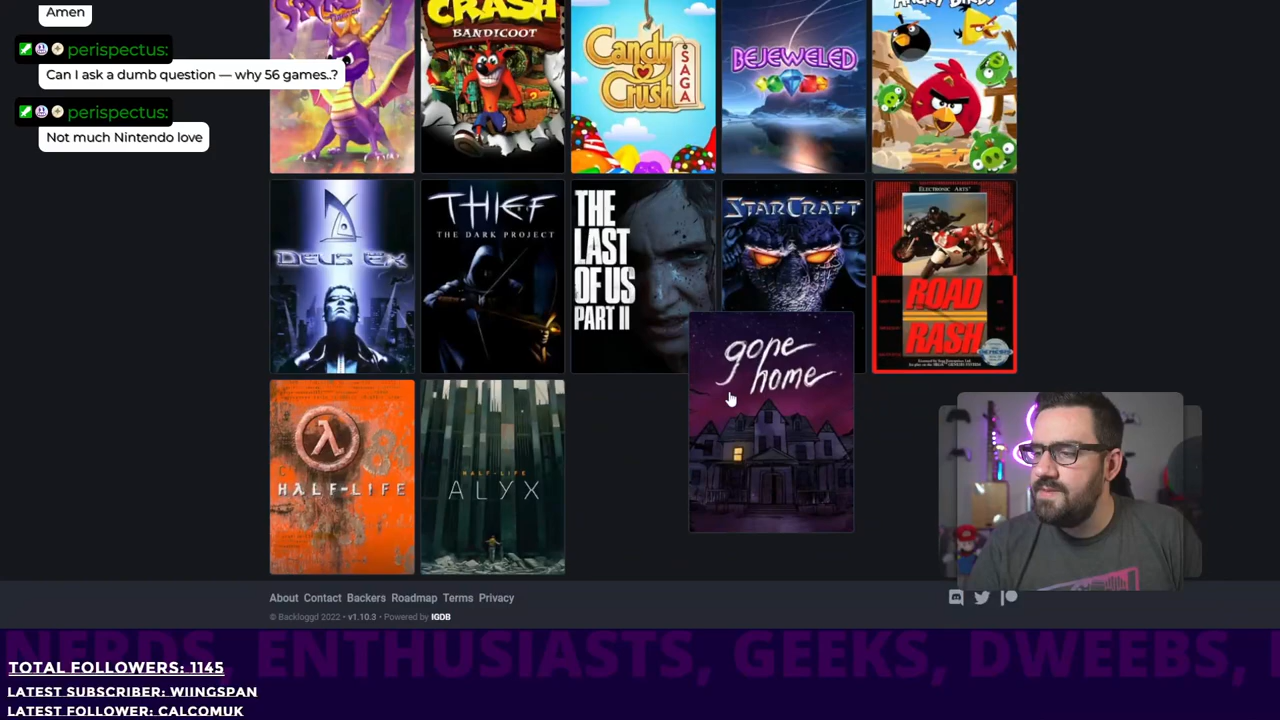 Amen
perispectus:
Can I ask a dumb question — why 56 games..?
perispectus:
Not much Nintendo love
CRASH
BANDICOOT
Candy
Crush
SAGA
BEJEWELED
ANGRY BIRDS
DEUS EX
THIEF
THE DARK PROJECT
THE
LAST
OF US
PART II
STARCRAFT
ELECTRONIC ARTS
ROAD
RASH
gone
home
HALF-LIFE
HALF-LIFE
ALYX
About Contact Backers Roadmap Terms Privacy
© Backloggd 2022 • v1.10.3 • Powered by IGDB
NERDS, ENTHUSIASTS, GEEKS, DWEEBS,
TOTAL FOLLOWERS: 1145
LATEST SUBSCRIBER: WIINGSPAN
LATEST FOLLOWER: CALCOMUK